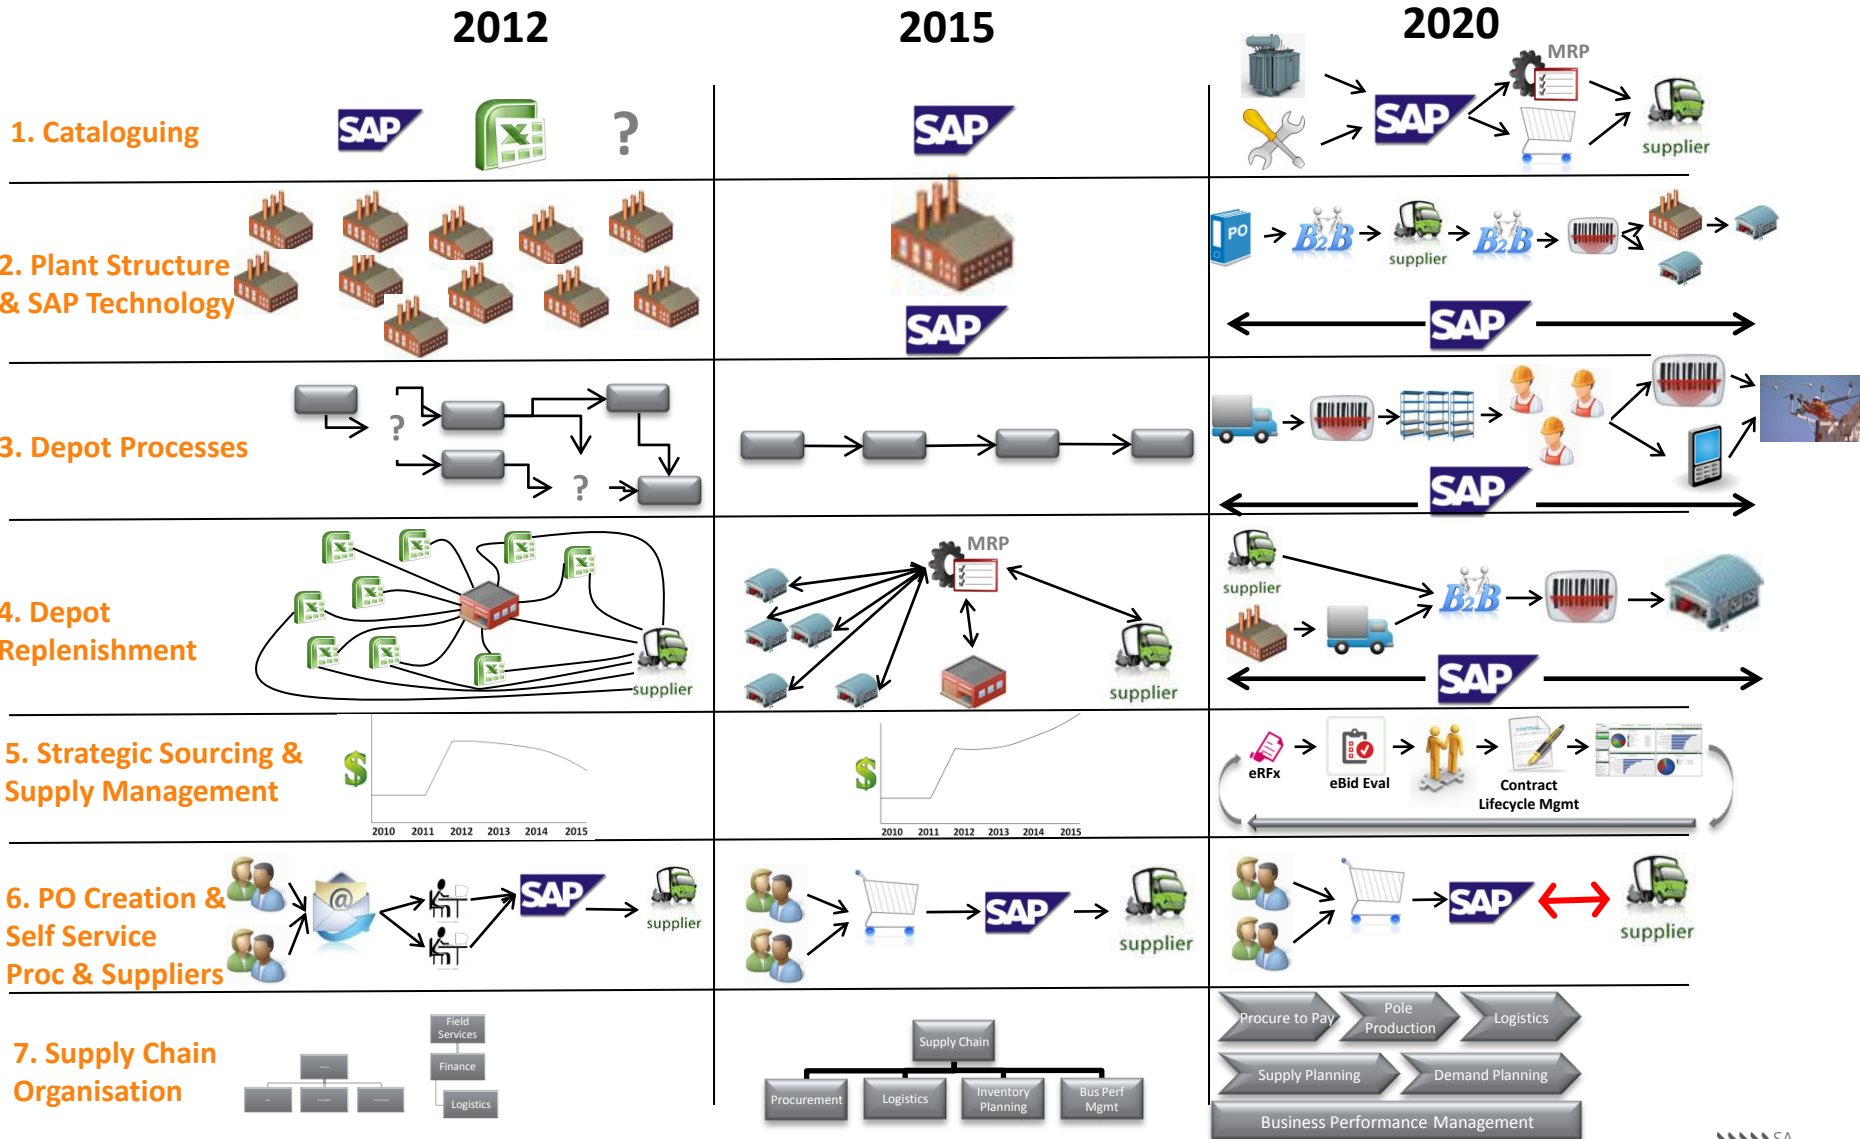 2012
2015
2020
1. Cataloguing
SAP
?
SAP
MRP
SAP
supplier
2. Plant Structure
& SAP Technology
SAP
PO
B2B
supplier
B2B
SAP
3. Depot Processes
?
?
SAP
4. Depot
Replenishment
supplier
MRP
supplier
supplier
B2B
SAP
5. Strategic Sourcing &
Supply Management
$
2010 2011 2012 2013 2014 2015
$
2010 2011 2012 2013 2014 2015
eRFx
eBid Eval
Contract
Lifecycle Mgmt
6. PO Creation &
Self Service
Proc & Suppliers
@
SAP
supplier
SAP
supplier
SAP
supplier
7. Supply Chain
Organisation
Field
Services
Finance
Logistics
Supply Chain
Procurement
Logistics
Inventory
Planning
Bus Perf
Mgmt
Procure to Pay
Pole
Production
Logistics
Supply Planning
Demand Planning
Business Performance Management
SA